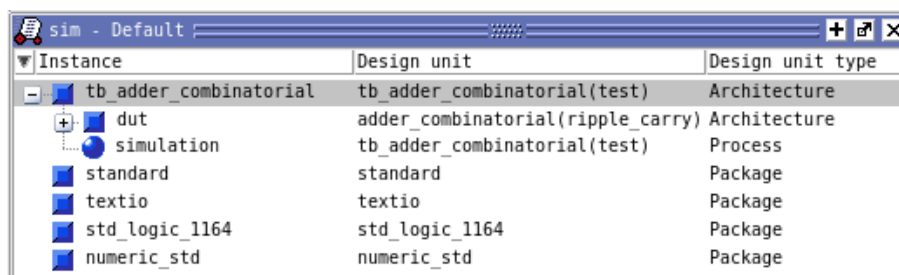 sim - Default
Instance Design unit Design unit type
tb_adder_combinatorial tb_adder_combinatorial(test) Architecture
dut adder_combinatorial(ripple_carry) Architecture
simulation tb_adder_combinatorial(test) Process
standard standard Package
textio textio Package
std_logic_1164 std_logic_1164 Package
numeric_std numeric_std Package